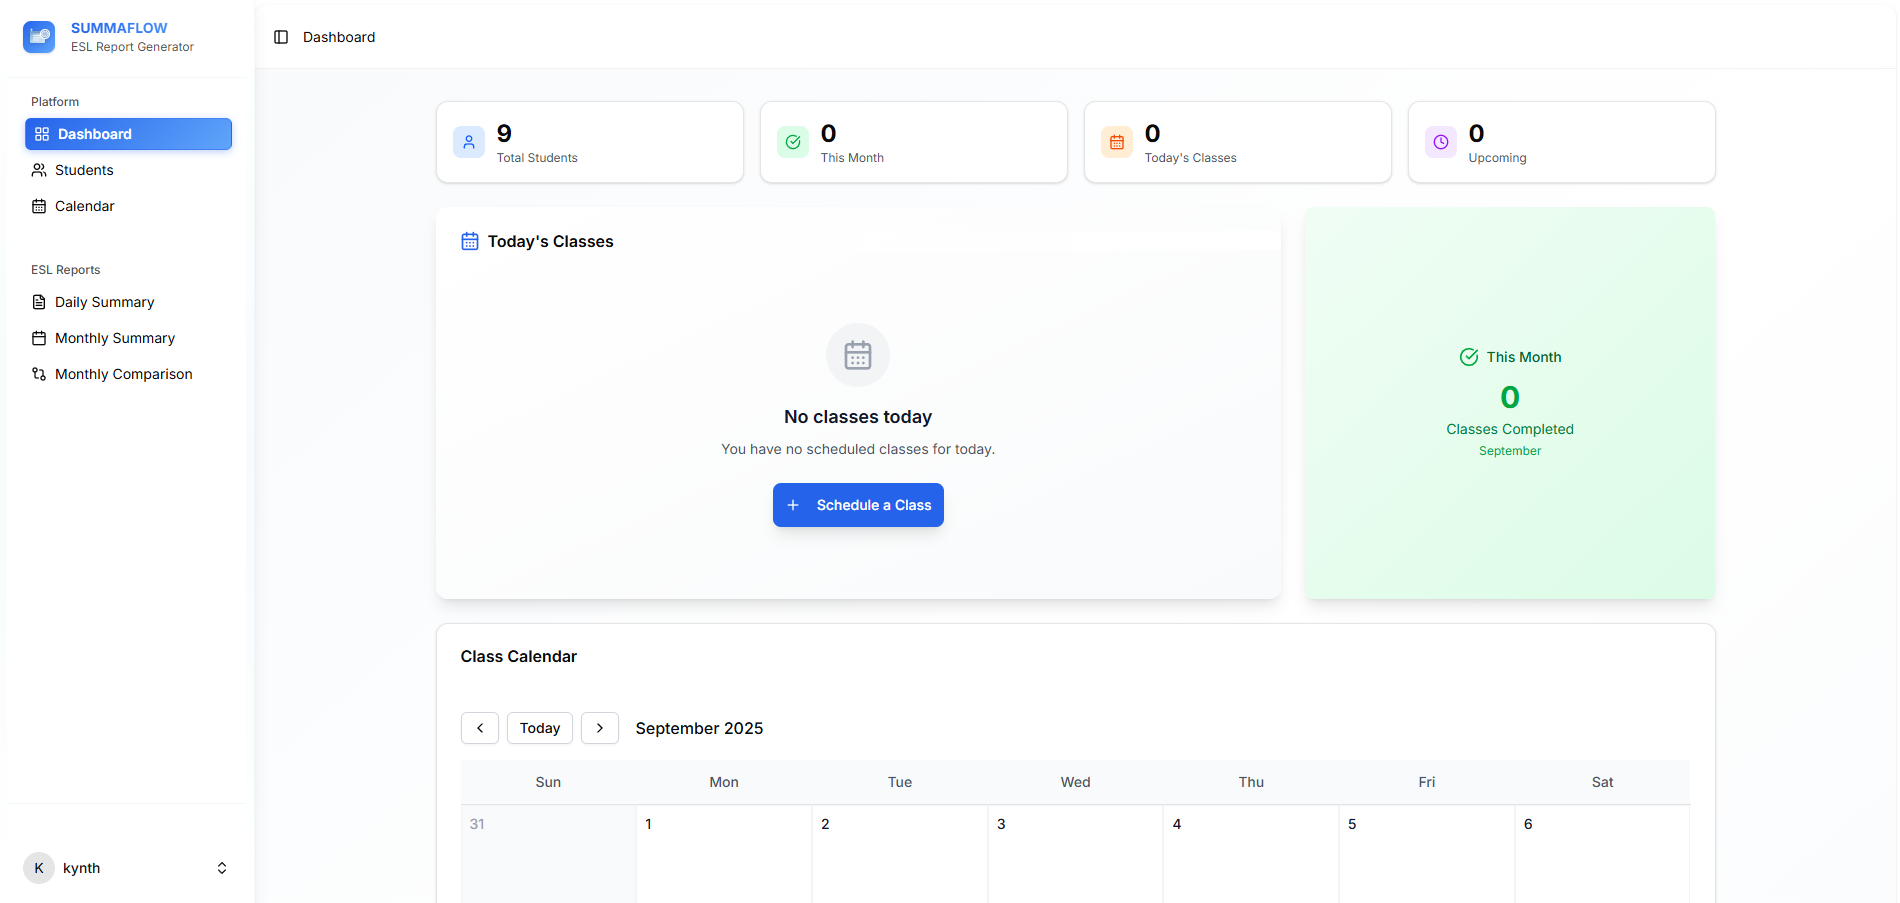 SUMMAFLOW
ESL Report Generator
Platform
Dashboard
Students
Calendar
ESL Reports
Daily Summary
Monthly Summary
Monthly Comparison
K
kynth
Dashboard
9
Total Students
0
This Month
0
Today's Classes
0
Upcoming
Today's Classes
No classes today
You have no scheduled classes for today.
Schedule a Class
This Month
0
Classes Completed
September
Class Calendar
Today
September 2025
Sun Mon Tue Wed Thu Fri Sat
31 1 2 3 4 5 6